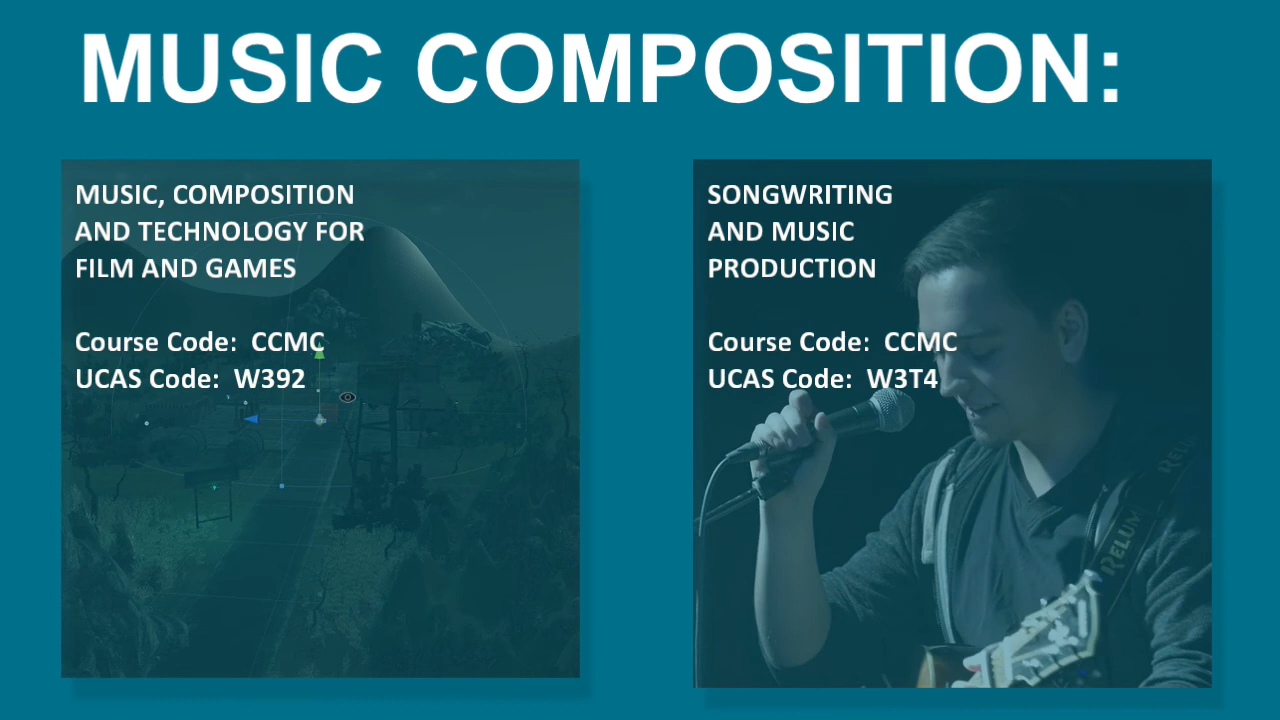 MUSIC COMPOSITION:
MUSIC, COMPOSITION
AND TECHNOLOGY FOR
FILM AND GAMES
Course Code: CCMC
UCAS Code: W392
SONGWRITING
AND MUSIC
PRODUCTION
Course Code: CCMC
UCAS Code: W3T4
RELUM